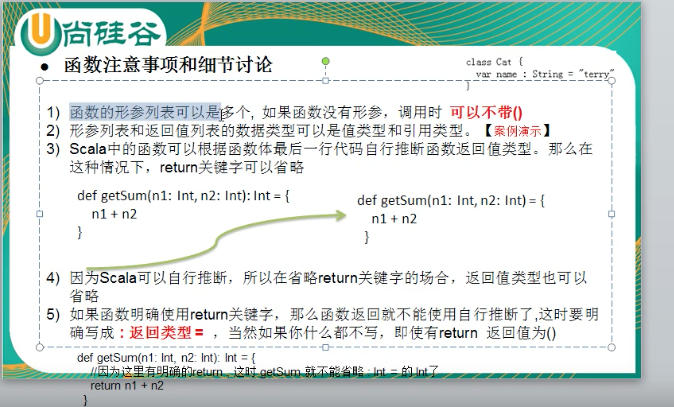 尚硅谷
● 函数注意事项和细节讨论
class Cat {
var name : String = "terry"
}
1) 函数的形参列表可以是多个, 如果函数没有形参，调用时 可以不带()
2) 形参列表和返回值列表的数据类型可以是值类型和引用类型。【案例演示】
3) Scala中的函数可以根据函数体最后一行代码自行推断函数返回值类型。那么在
这种情况下，return关键字可以省略
def getSum(n1: Int, n2: Int): Int = {
n1 + n2
}
def getSum(n1: Int, n2: Int) = {
n1 + n2
}
4) 因为Scala可以自行推断，所以在省略return关键字的场合，返回值类型也可以
省略
5) 如果函数明确使用return关键字，那么函数返回就不能使用自行推断了,这时要明
确写成 : 返回类型 = ，当然如果你什么都不写，即使有return 返回值为()
def getSum(n1: Int, n2: Int): Int = {
//因为这里有明确的return , 这时 getSum 就不能省略 : Int = 的 Int了
return n1 + n2
}